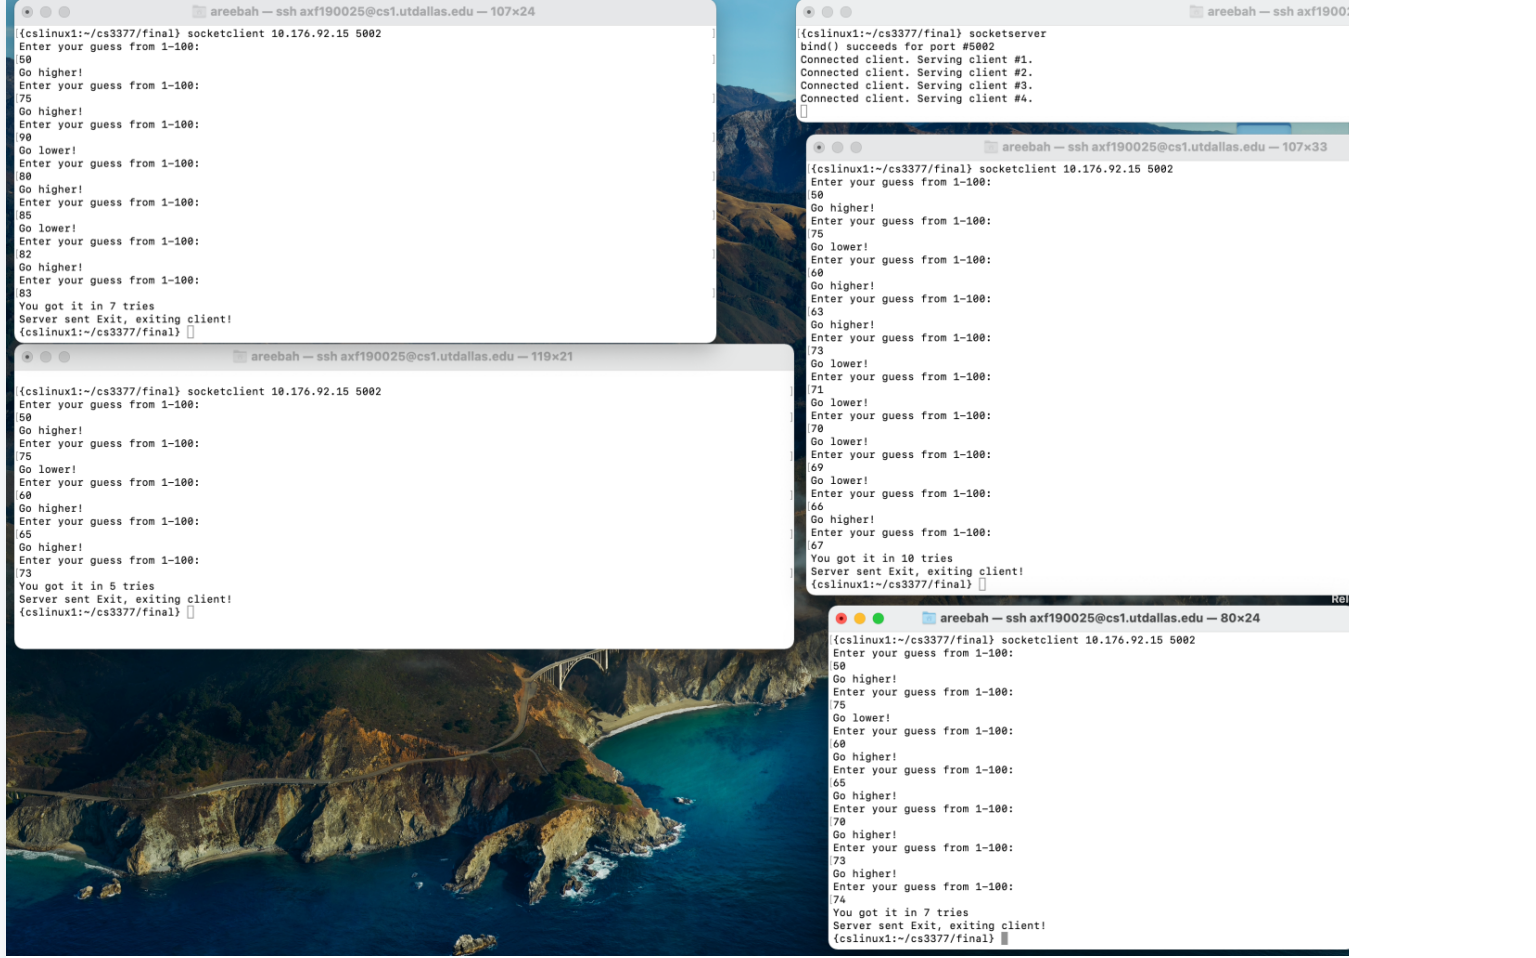 areebah — ssh axf190025@cs1.utdallas.edu — 107×24
{cslinux1:~/cs3377/final} socketclient 10.176.92.15 5002
Enter your guess from 1-100:
50
Go higher!
Enter your guess from 1-100:
75
Go higher!
Enter your guess from 1-100:
90
Go lower!
Enter your guess from 1-100:
80
Go higher!
Enter your guess from 1-100:
85
Go lower!
Enter your guess from 1-100:
82
Go higher!
Enter your guess from 1-100:
83
You got it in 7 tries
Server sent Exit, exiting client!
{cslinux1:~/cs3377/final}
areebah — ssh axf190025@cs1.utdallas.edu — 119×21
{cslinux1:~/cs3377/final} socketclient 10.176.92.15 5002
Enter your guess from 1-100:
50
Go higher!
Enter your guess from 1-100:
75
Go lower!
Enter your guess from 1-100:
60
Go higher!
Enter your guess from 1-100:
65
Go higher!
Enter your guess from 1-100:
73
You got it in 5 tries
Server sent Exit, exiting client!
{cslinux1:~/cs3377/final}
areebah — ssh axf1900
{cslinux1:~/cs3377/final} socketserver
bind() succeeds for port #5002
Connected client. Serving client #1.
Connected client. Serving client #2.
Connected client. Serving client #3.
Connected client. Serving client #4.
areebah — ssh axf190025@cs1.utdallas.edu — 107×33
{cslinux1:~/cs3377/final} socketclient 10.176.92.15 5002
Enter your guess from 1-100:
50
Go higher!
Enter your guess from 1-100:
75
Go lower!
Enter your guess from 1-100:
60
Go higher!
Enter your guess from 1-100:
63
Go higher!
Enter your guess from 1-100:
73
Go lower!
Enter your guess from 1-100:
71
Go lower!
Enter your guess from 1-100:
70
Go lower!
Enter your guess from 1-100:
69
Go lower!
Enter your guess from 1-100:
66
Go higher!
Enter your guess from 1-100:
67
You got it in 10 tries
Server sent Exit, exiting client!
{cslinux1:~/cs3377/final}
areebah — ssh axf190025@cs1.utdallas.edu — 80×24
{cslinux1:~/cs3377/final} socketclient 10.176.92.15 5002
Enter your guess from 1-100:
50
Go higher!
Enter your guess from 1-100:
75
Go lower!
Enter your guess from 1-100:
60
Go higher!
Enter your guess from 1-100:
65
Go higher!
Enter your guess from 1-100:
70
Go higher!
Enter your guess from 1-100:
73
Go higher!
Enter your guess from 1-100:
74
You got it in 7 tries
Server sent Exit, exiting client!
{cslinux1:~/cs3377/final}